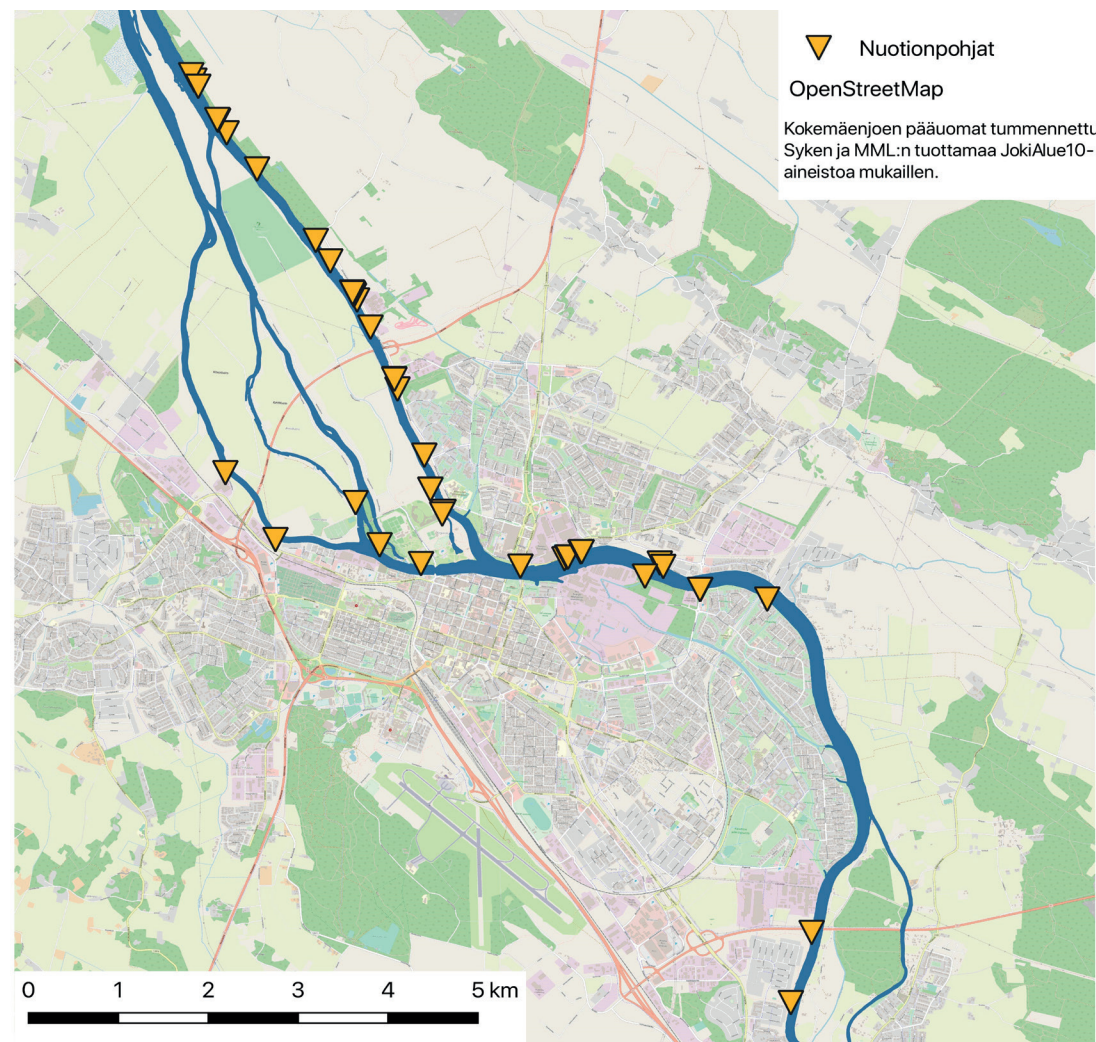 Nuotionpohjat
OpenStreetMap
Kokemäenjoen pääuomat tummennettu
Syken ja MML:n tuottamaa JokiAlue10-
aineistoa mukaillen.
0 1 2 3 4 5 km